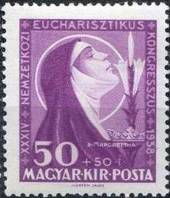 XXXIV. NEMZETKÖZI
EUCHARISZTIKUS
KONGRESSZUS 1938
S. MARGARETHA
50
+50
MAGYAR·KIR·POSTA